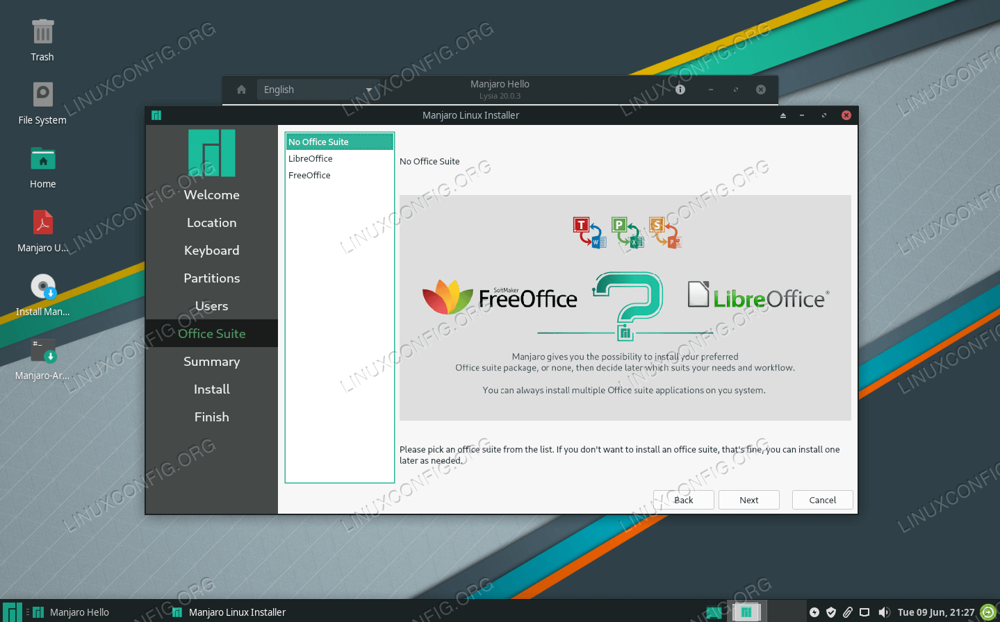 Trash
File System
Home
Manjaro U...
Install Man...
#_
Manjaro-Ar...
English
Manjaro Hello
Lysia 20.0.3
Manjaro Linux Installer
Welcome
Location
Keyboard
Partitions
Users
Office Suite
Summary
Install
Finish
No Office Suite
LibreOffice
FreeOffice
No Office Suite
T P S
W X P
SoftMaker
FreeOffice
?
LibreOffice®
Manjaro gives you the possibility to install your preferred
Office suite package, or none, then decide later which suits your needs and workflow.
You can always install multiple Office suite applications on you system.
Please pick an office suite from the list. If you don't want to install an office suite, that's fine, you can install one
later as needed.
Back Next Cancel
Manjaro Hello
Manjaro Linux Installer
Tue 09 Jun, 21:27
LINUXCONFIG.ORG